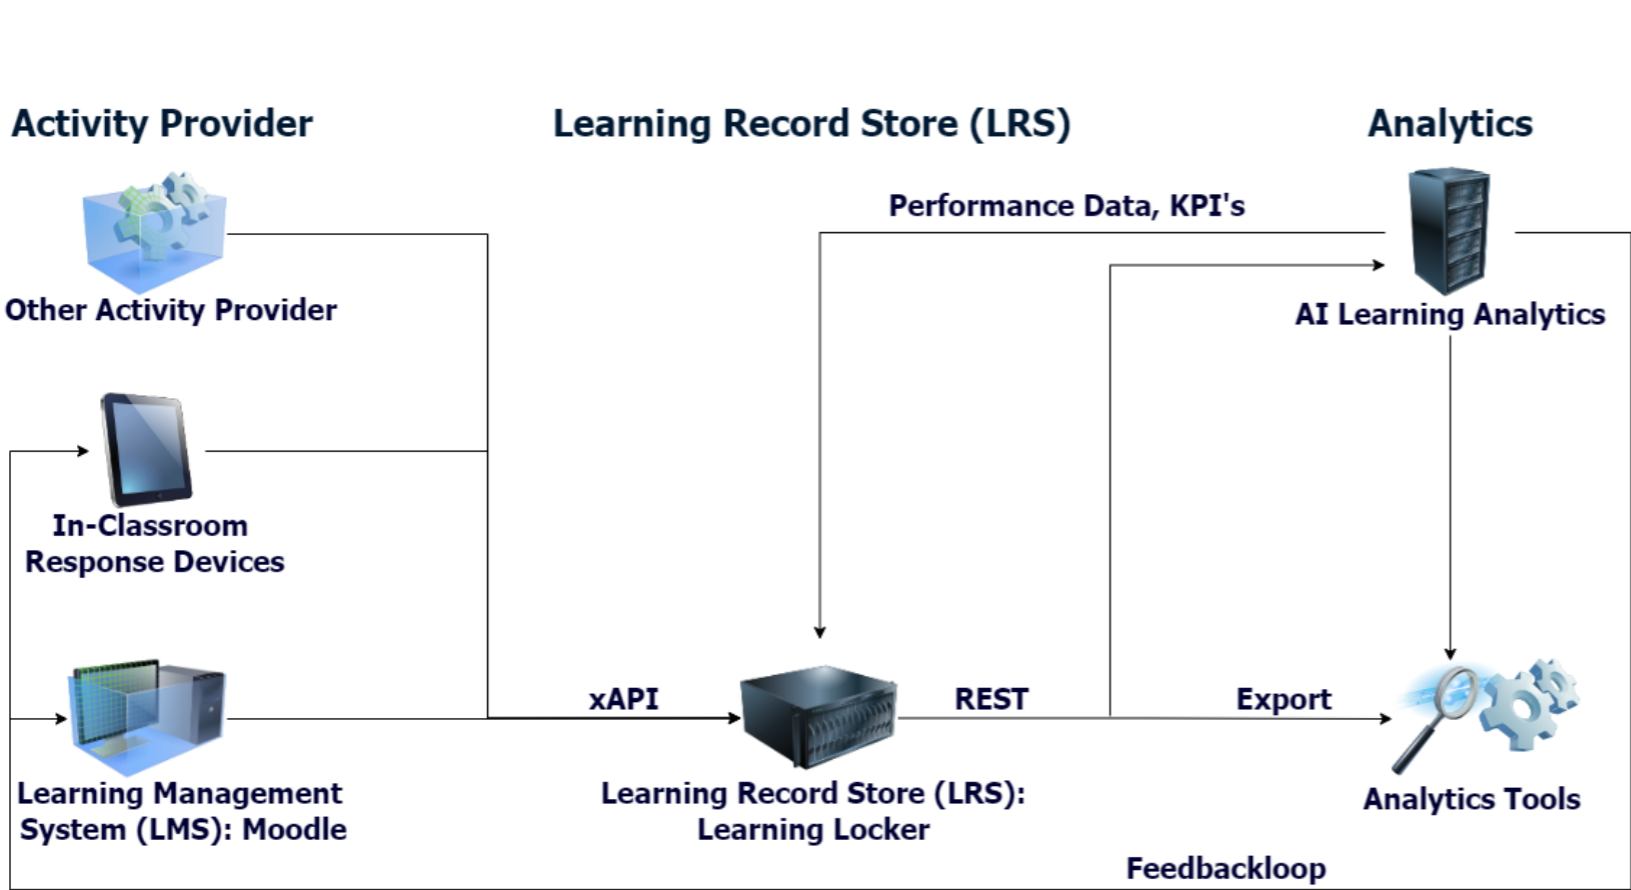 Activity Provider
Learning Record Store (LRS)
Analytics
Performance Data, KPI's
Other Activity Provider
AI Learning Analytics
In-Classroom
Response Devices
xAPI
REST
Export
Learning Management
System (LMS): Moodle
Learning Record Store (LRS):
Learning Locker
Analytics Tools
Feedbackloop